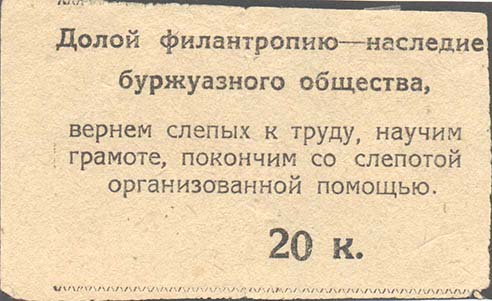 Долой филантропию—наследие
буржуазного общества,
вернем слепых к труду, научим
грамоте, покончим со слепотой
организованной помощью.
20 к.